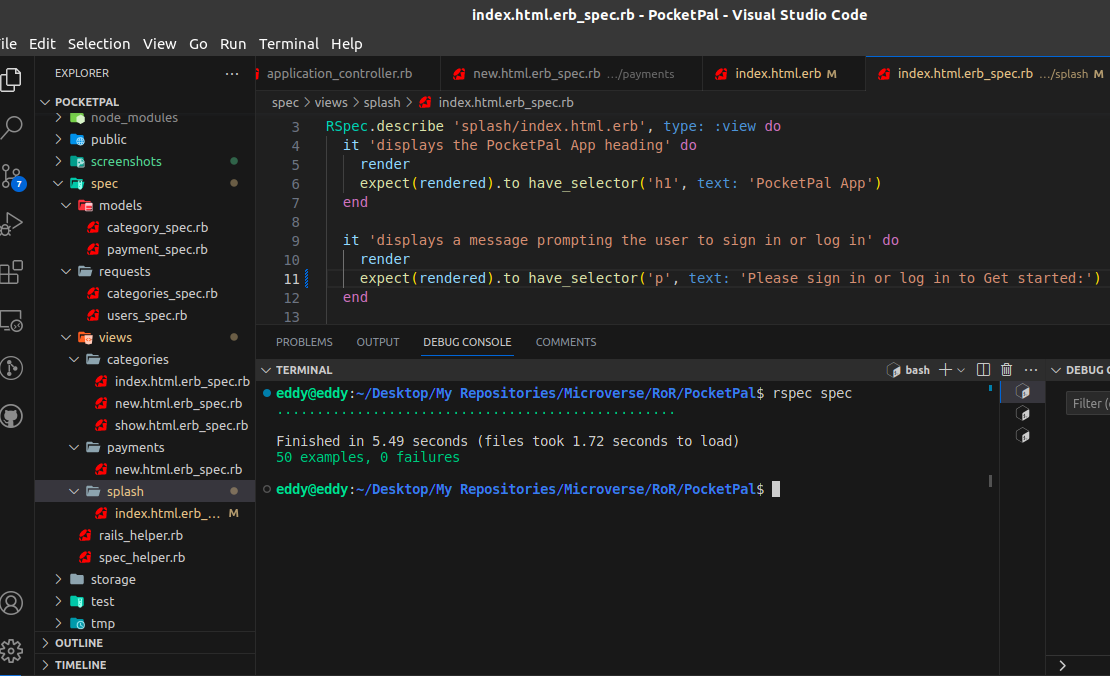 index.html.erb_spec.rb - PocketPal - Visual Studio Code
ile Edit Selection View Go Run Terminal Help
EXPLORER ···
application_controller.rb new.html.erb_spec.rb .../payments index.html.erb M index.html.erb_spec.rb .../splash M
POCKETPAL
spec > views > splash > index.html.erb_spec.rb
node_modules
public
screenshots
spec
models
category_spec.rb
payment_spec.rb
requests
categories_spec.rb
users_spec.rb
views
categories
index.html.erb_spec.rb
new.html.erb_spec.rb
show.html.erb_spec.rb
payments
new.html.erb_spec.rb
splash
index.html.erb_... M
rails_helper.rb
spec_helper.rb
storage
test
tmp
OUTLINE
TIMELINE
7
3 RSpec.describe 'splash/index.html.erb', type: :view do
4 it 'displays the PocketPal App heading' do
5 render
6 expect(rendered).to have_selector('h1', text: 'PocketPal App')
7 end
8
9 it 'displays a message prompting the user to sign in or log in' do
10 render
11 expect(rendered).to have_selector('p', text: 'Please sign in or log in to Get started:')
12 end
13
PROBLEMS OUTPUT DEBUG CONSOLE COMMENTS
TERMINAL bash ··· DEBUG C
Filter (
eddy@eddy:~/Desktop/My Repositories/Microverse/RoR/PocketPal$ rspec spec
..................................................
Finished in 5.49 seconds (files took 1.72 seconds to load)
50 examples, 0 failures
eddy@eddy:~/Desktop/My Repositories/Microverse/RoR/PocketPal$